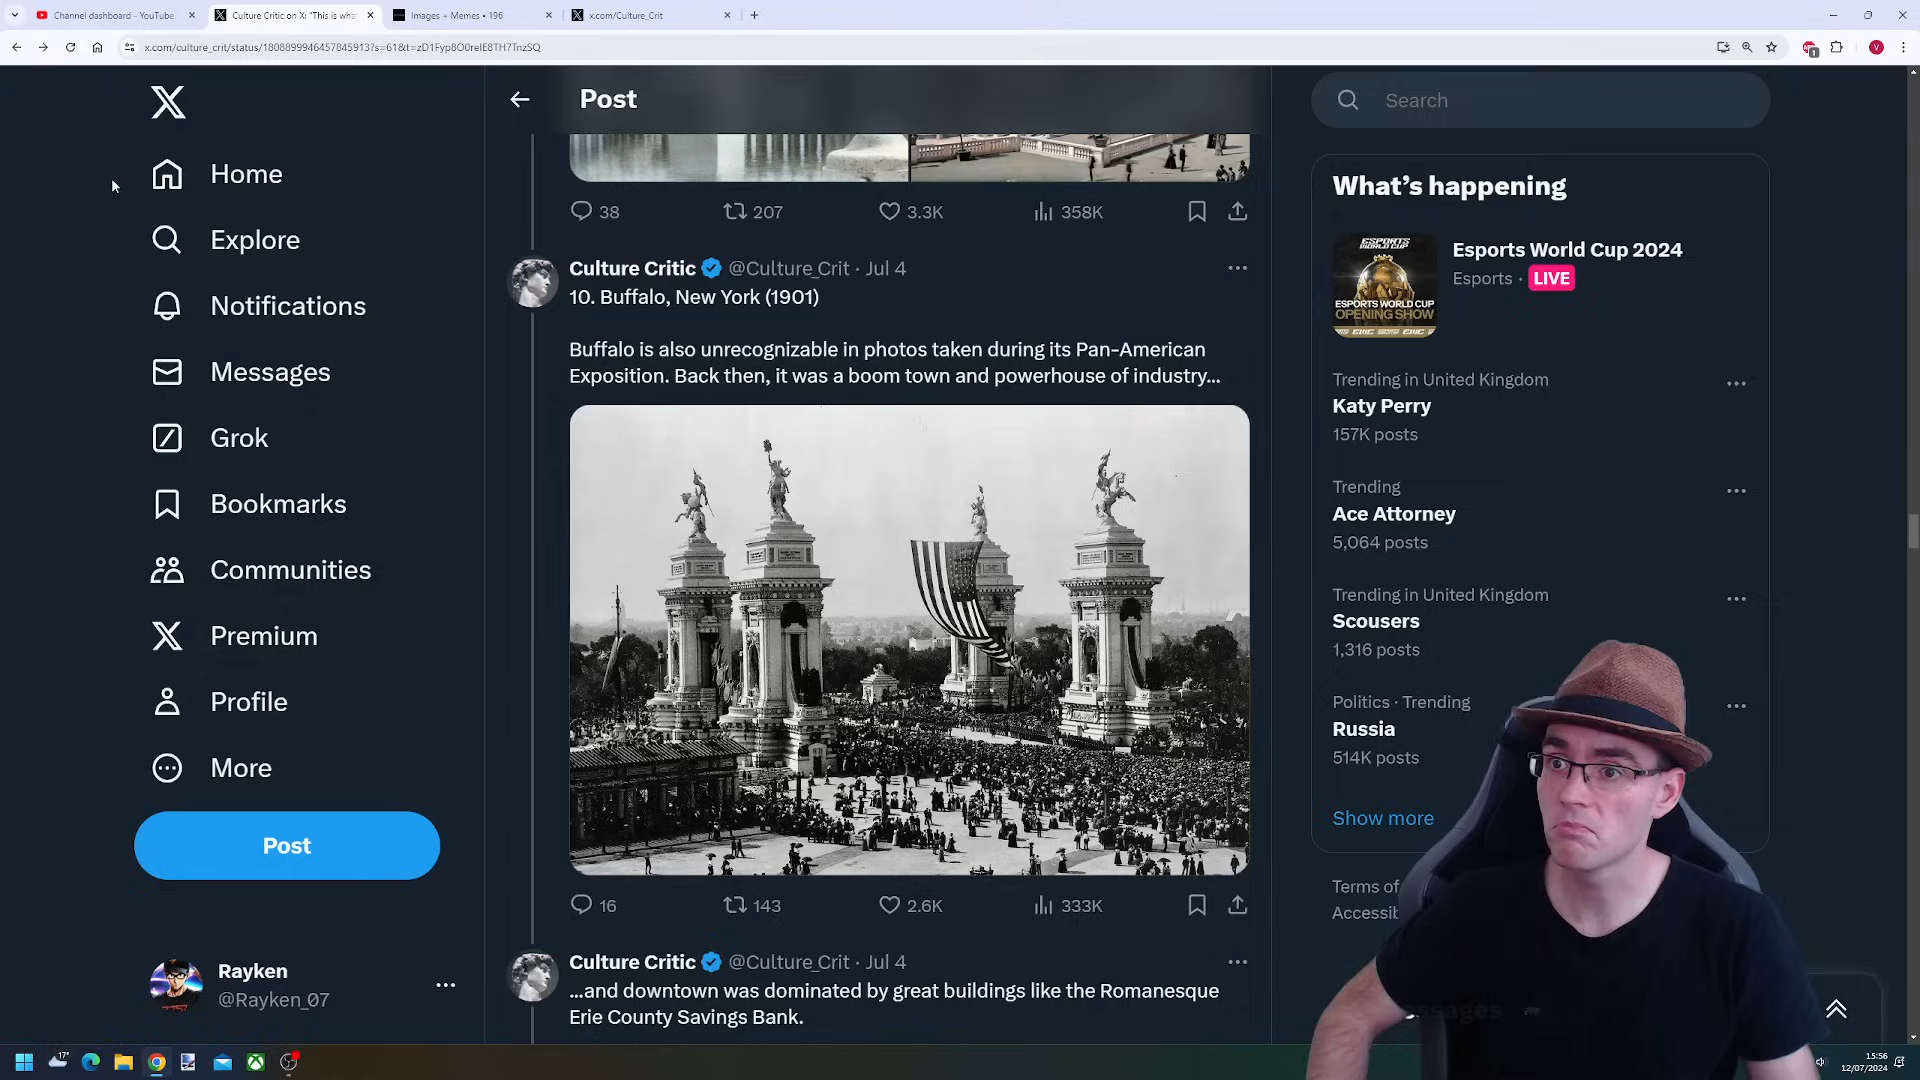 Channel dashboard - YouTube
Culture Critic on X: "This is wha
Images + Memes • 196
x.com/Culture_Crit
x.com/culture_crit/status/1808899946457845913?s=61&t=zD1Fyp8O0relE8TH7TnzSQ
Home
Explore
Notifications
Messages
Grok
Bookmarks
Communities
Premium
Profile
More
Post
Rayken
@Rayken_07
Post
38 207 3.3K 358K
Culture Critic @Culture_Crit · Jul 4
10. Buffalo, New York (1901)
Buffalo is also unrecognizable in photos taken during its Pan-American
Exposition. Back then, it was a boom town and powerhouse of industry...
16 143 2.6K 333K
Culture Critic @Culture_Crit · Jul 4
...and downtown was dominated by great buildings like the Romanesque
Erie County Savings Bank.
Search
What's happening
ESPORTS
WORLD CUP
ESPORTS WORLD CUP
OPENING SHOW
Esports World Cup 2024
Esports · LIVE
Trending in United Kingdom
Katy Perry
157K posts
Trending
Ace Attorney
5,064 posts
Trending in United Kingdom
Scousers
1,316 posts
Politics · Trending
Russia
514K posts
Show more
Terms of
Accessib
17°
15:56
12/07/2024